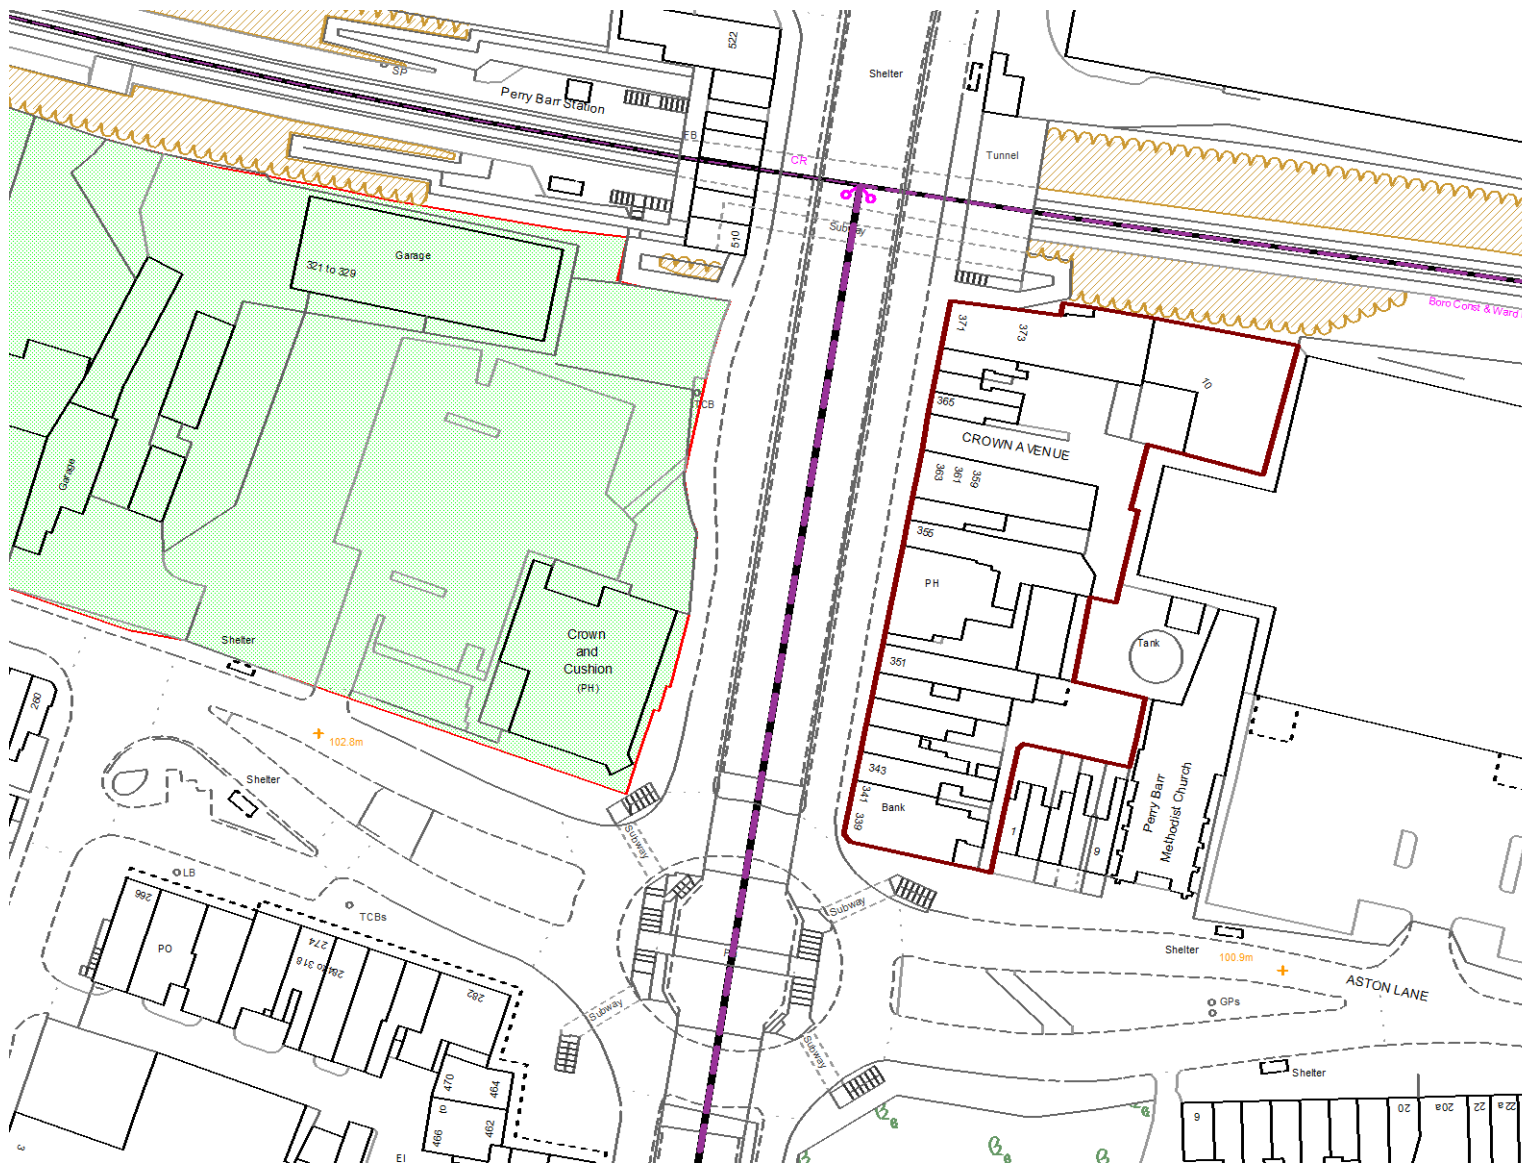 522
Shelter
SP
Perry Barr Station
FB
CR
Tunnel
510
Subway
Garage
321 to 329
Boro Const & Ward
371
373
10
TCB
365
CROWN AVENUE
363
361
359
Garage
355
PH
Crown
and
Cushion
(PH)
Shelter
Tank
351
260
102.8m
343
Shelter
341
339
Bank
Perry Barr
Methodist Church
1
9
Subway
LB
266
TCBs
Subway
PO
274
284 to 318
282
Shelter
100.9m
ASTON LANE
Subway
GPs
Subway
Shelter
470
to
466
464
462
El
3
6
20
20a
22
22a